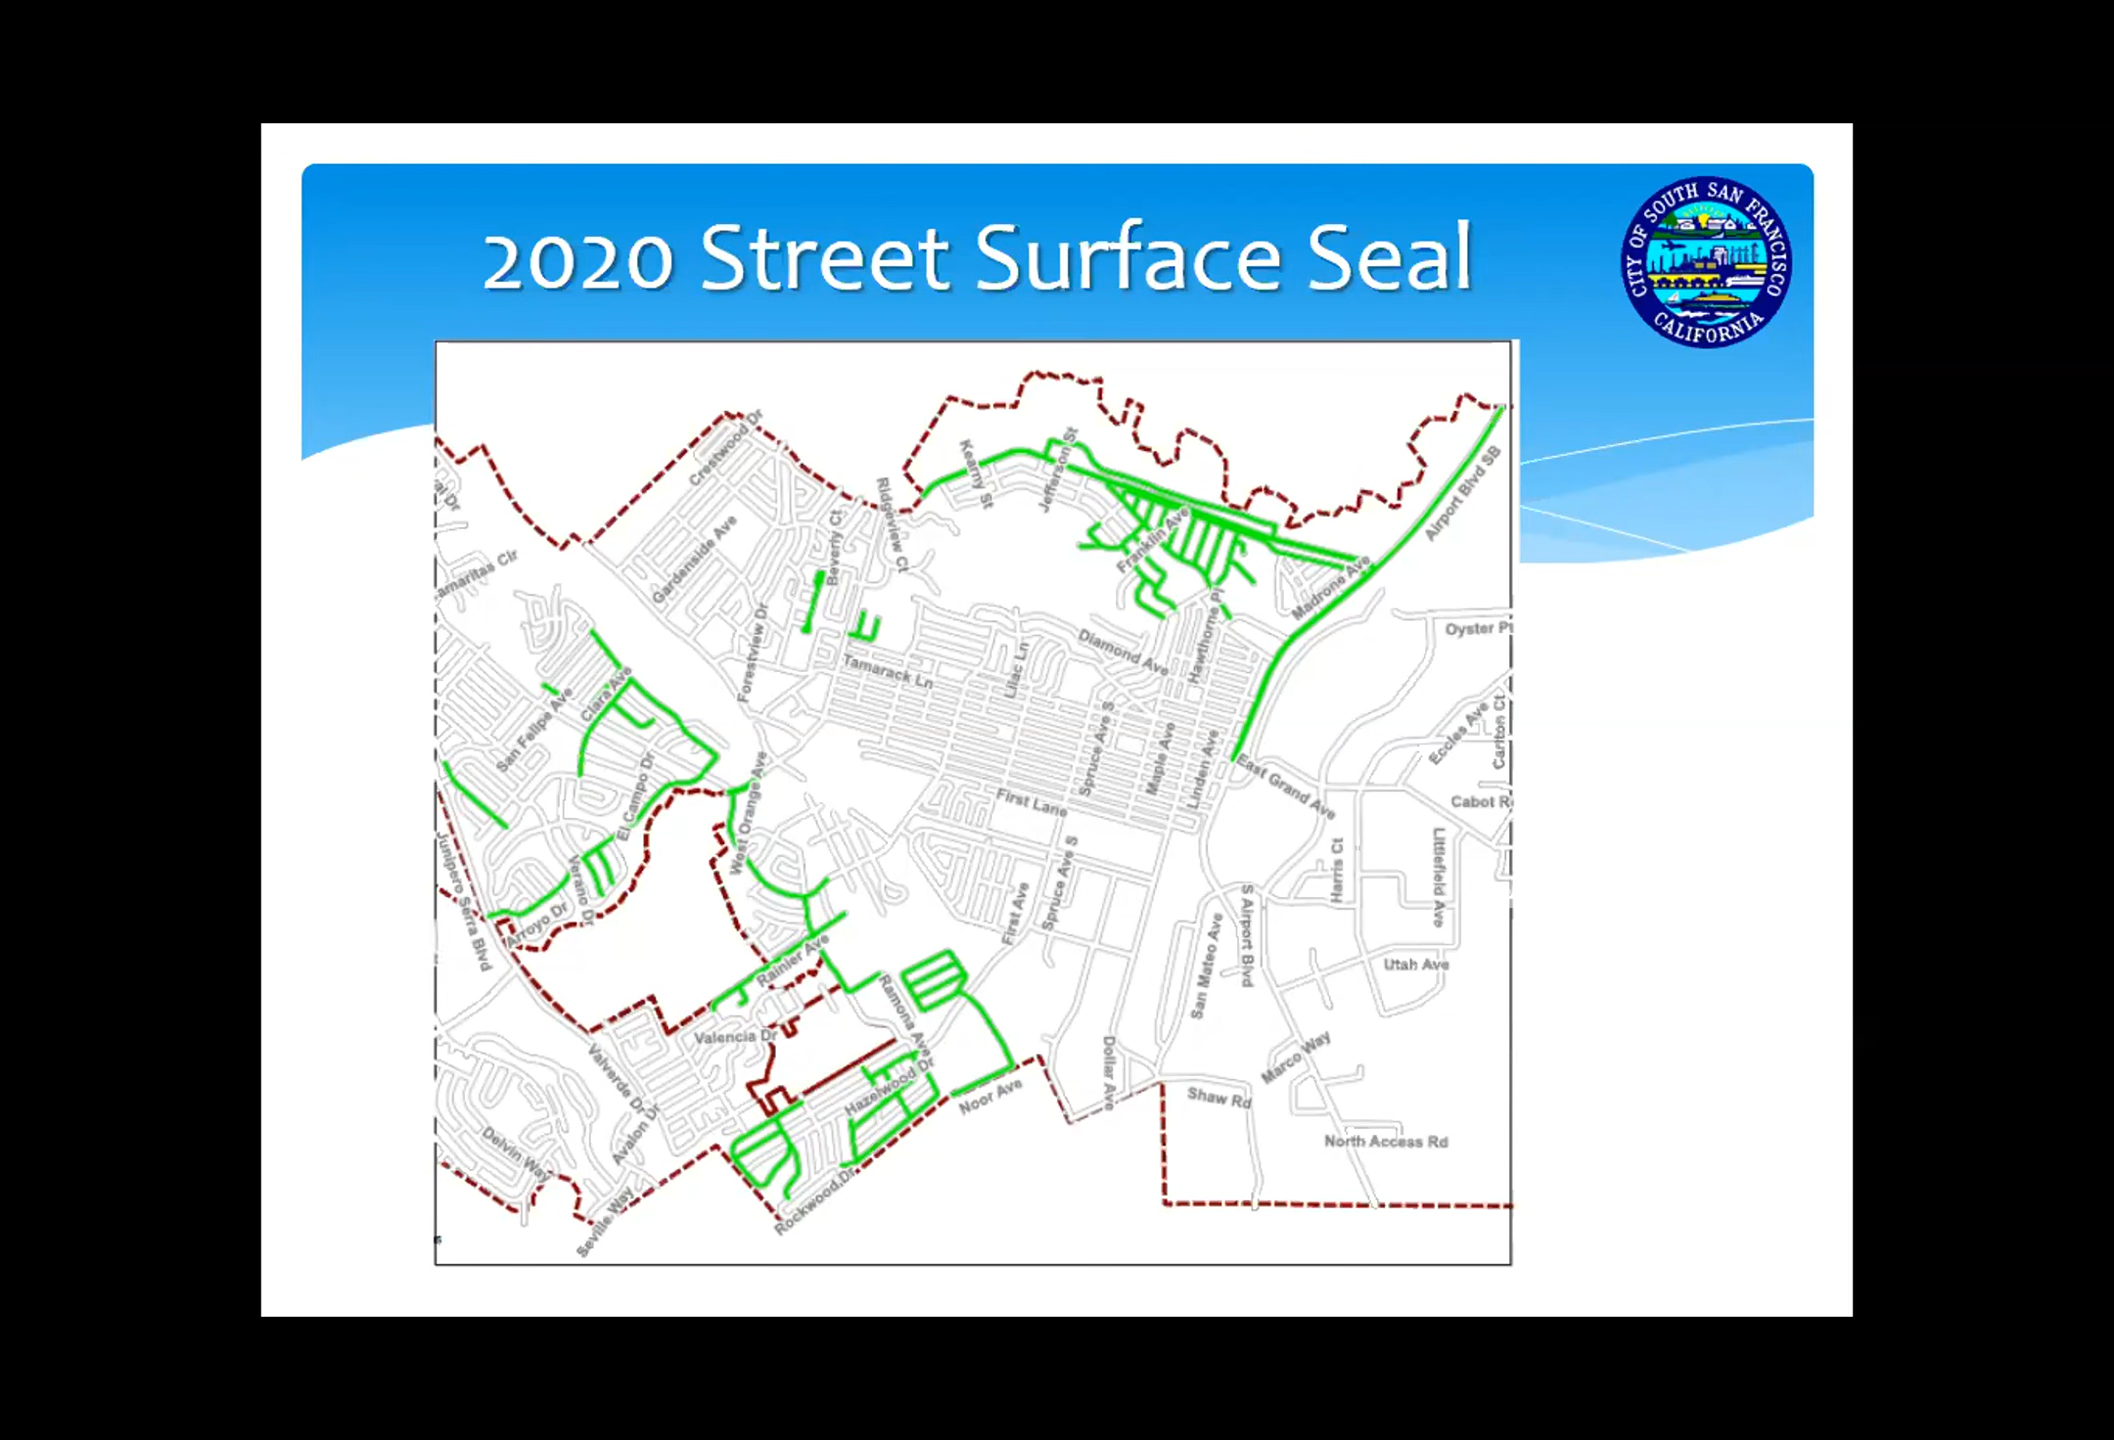 2020 Street Surface Seal
CITY OF SOUTH SAN FRANCISCO
CALIFORNIA
Crestwood Dr
Kearny St
Jefferson St
Ridgeview Ct
Airport Blvd SB
Gardenside Ave
Beverly Ct
Franklin Ave
Madrone Ave
Forestview Dr
Oyster
Diamond Ave
Hawthorne Pl
Tamarack Ln
Lilac Ln
Clara Ave
San Felipe Ave
Eccles Ave
Carlton Ct
El Campo Dr
West Orange Ave
Spruce Ave S
Maple Ave
Linden Ave
East Grand Ave
First Lane
Cabot R
Junipero Serra Blvd
Verano Dr
Arroyo Dr
First Ave
Spruce Ave S
Harris Ct
Littlefield Ave
S Airport Blvd
San Mateo Ave
Utah Ave
Rainier Ave
Ramona Ave
Valencia Dr
Valverde Dr
Avalon Dr
Hazelwood Dr
Noor Ave
Dollar Ave
Marco Way
Shaw Rd
North Access Rd
Delvin Way
Seville Way
Rockwood Dr